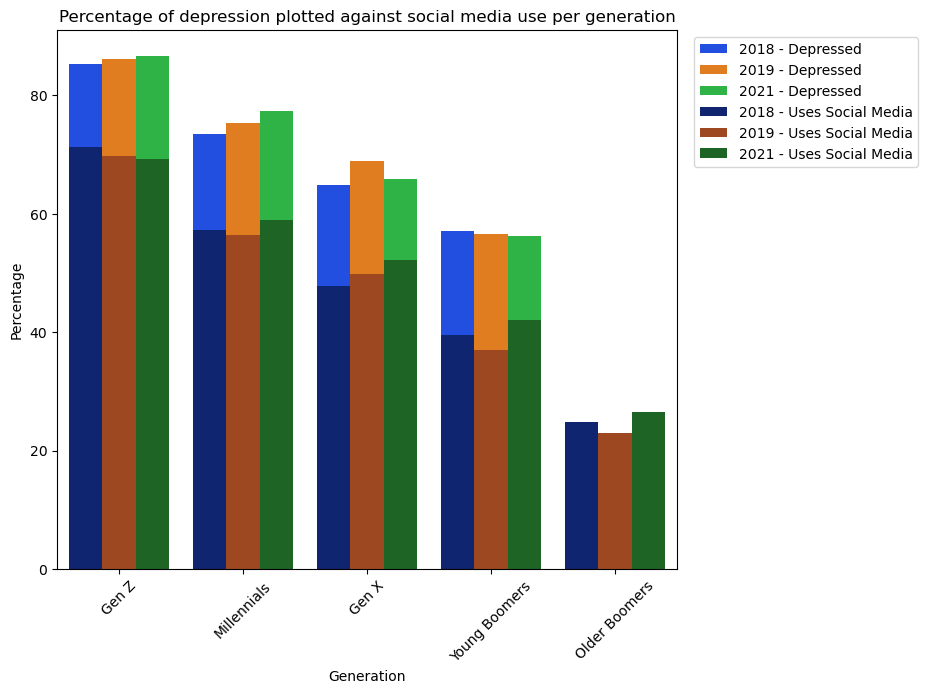 Percentage of depression plotted against social media use per generation
2018 - Depressed
2019 - Depressed
2021 - Depressed
2018 - Uses Social Media
2019 - Uses Social Media
2021 - Uses Social Media
Percentage
80
60
40
20
0
Gen Z
Millennials
Gen X
Young Boomers
Older Boomers
Generation